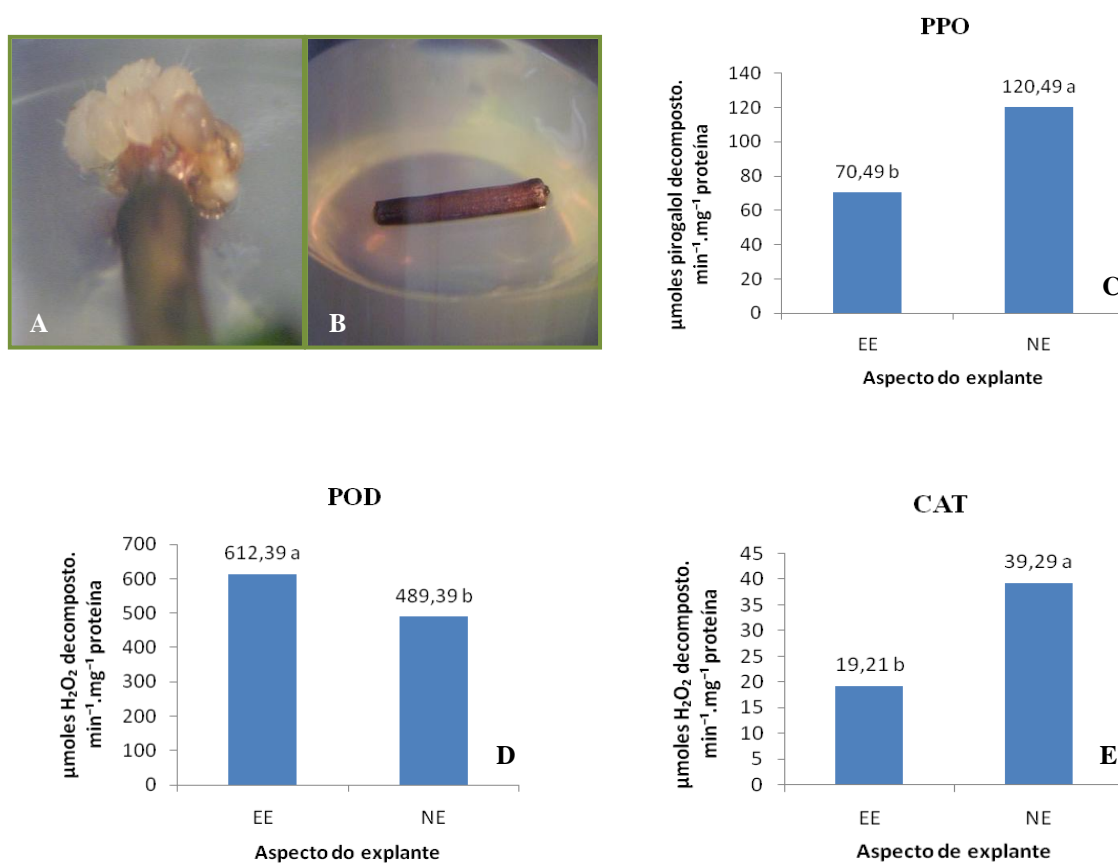 A
B
PPO
µmoles pirogalol decomposto.
min⁻¹.mg⁻¹ proteína
140
120
100
80
60
40
20
0
70,49 b
120,49 a
EE
NE
Aspecto do explante
C
POD
µmoles H₂O₂ decomposto.
min⁻¹.mg⁻¹ proteína
700
600
500
400
300
200
100
0
612,39 a
489,39 b
EE
NE
Aspecto do explante
D
CAT
µmoles H₂O₂ decomposto.
min⁻¹.mg⁻¹ proteína
45
40
35
30
25
20
15
10
5
0
19,21 b
39,29 a
EE
NE
Aspecto de explante
E